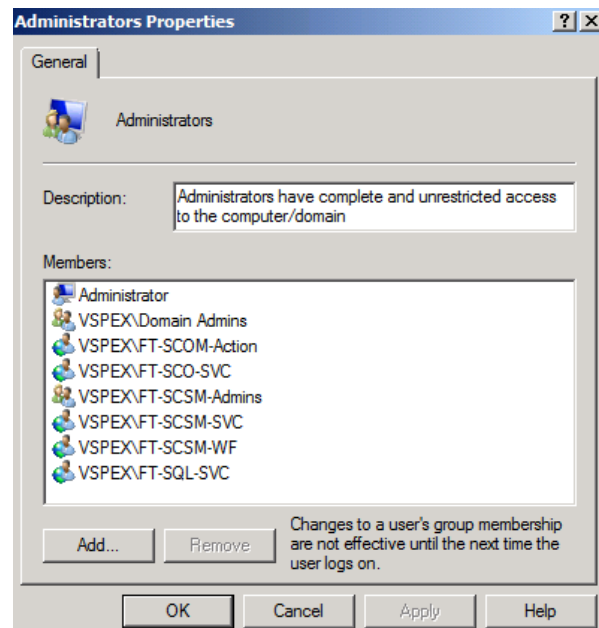 Administrators Properties
General
Administrators
Description:
Administrators have complete and unrestricted access
to the computer/domain
Members:
Administrator
VSPEX\Domain Admins
VSPEX\FT-SCOM-Action
VSPEX\FT-SCO-SVC
VSPEX\FT-SCSM-Admins
VSPEX\FT-SCSM-SVC
VSPEX\FT-SCSM-WF
VSPEX\FT-SQL-SVC
Add...
Remove
Changes to a user's group membership
are not effective until the next time the
user logs on.
OK
Cancel
Apply
Help